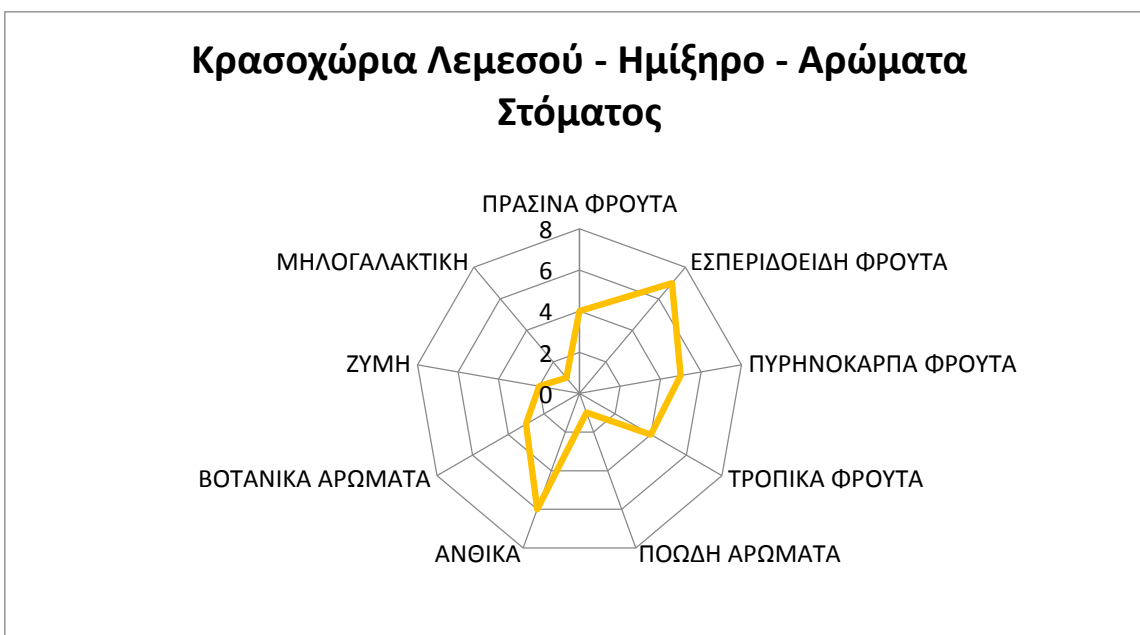 Κρασοχώρια Λεμεσού - Ημίξηρο - Αρώματα
Στόματος
ΠΡΑΣΙΝΑ ΦΡΟΥΤΑ
8
ΜΗΛΟΓΑΛΑΚΤΙΚΗ
ΕΣΠΕΡΙΔΟΕΙΔΗ ΦΡΟΥΤΑ
6
4
ΖΥΜΗ
2
ΠΥΡΗΝΟΚΑΡΠΑ ΦΡΟΥΤΑ
0
ΒΟΤΑΝΙΚΑ ΑΡΩΜΑΤΑ
ΤΡΟΠΙΚΑ ΦΡΟΥΤΑ
ΑΝΘΙΚΑ
ΠΟΩΔΗ ΑΡΩΜΑΤΑ